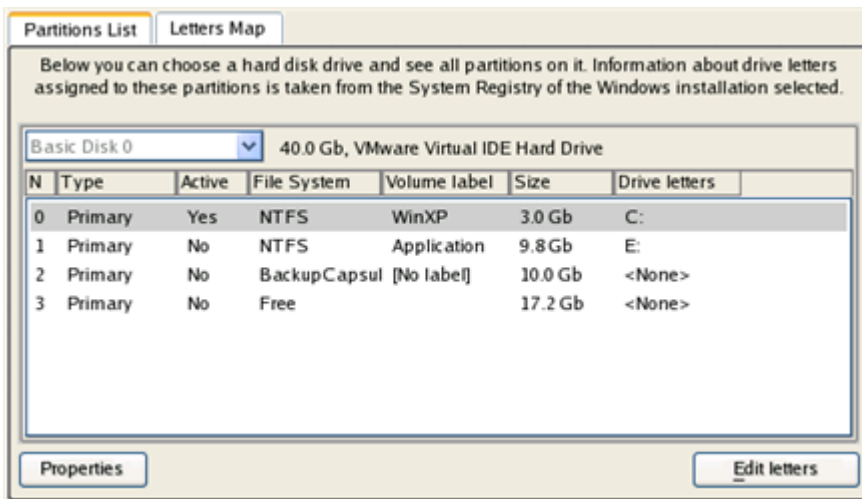 Partitions List Letters Map
Below you can choose a hard disk drive and see all partitions on it. Information about drive letters
assigned to these partitions is taken from the System Registry of the Windows installation selected.
Basic Disk 0 40.0 Gb, VMware Virtual IDE Hard Drive
N Type Active File System Volume label Size Drive letters
0 Primary Yes NTFS WinXP 3.0 Gb C:
1 Primary No NTFS Application 9.8 Gb E:
2 Primary No BackupCapsul [No label] 10.0 Gb <None>
3 Primary No Free 17.2 Gb <None>
Properties Edit letters